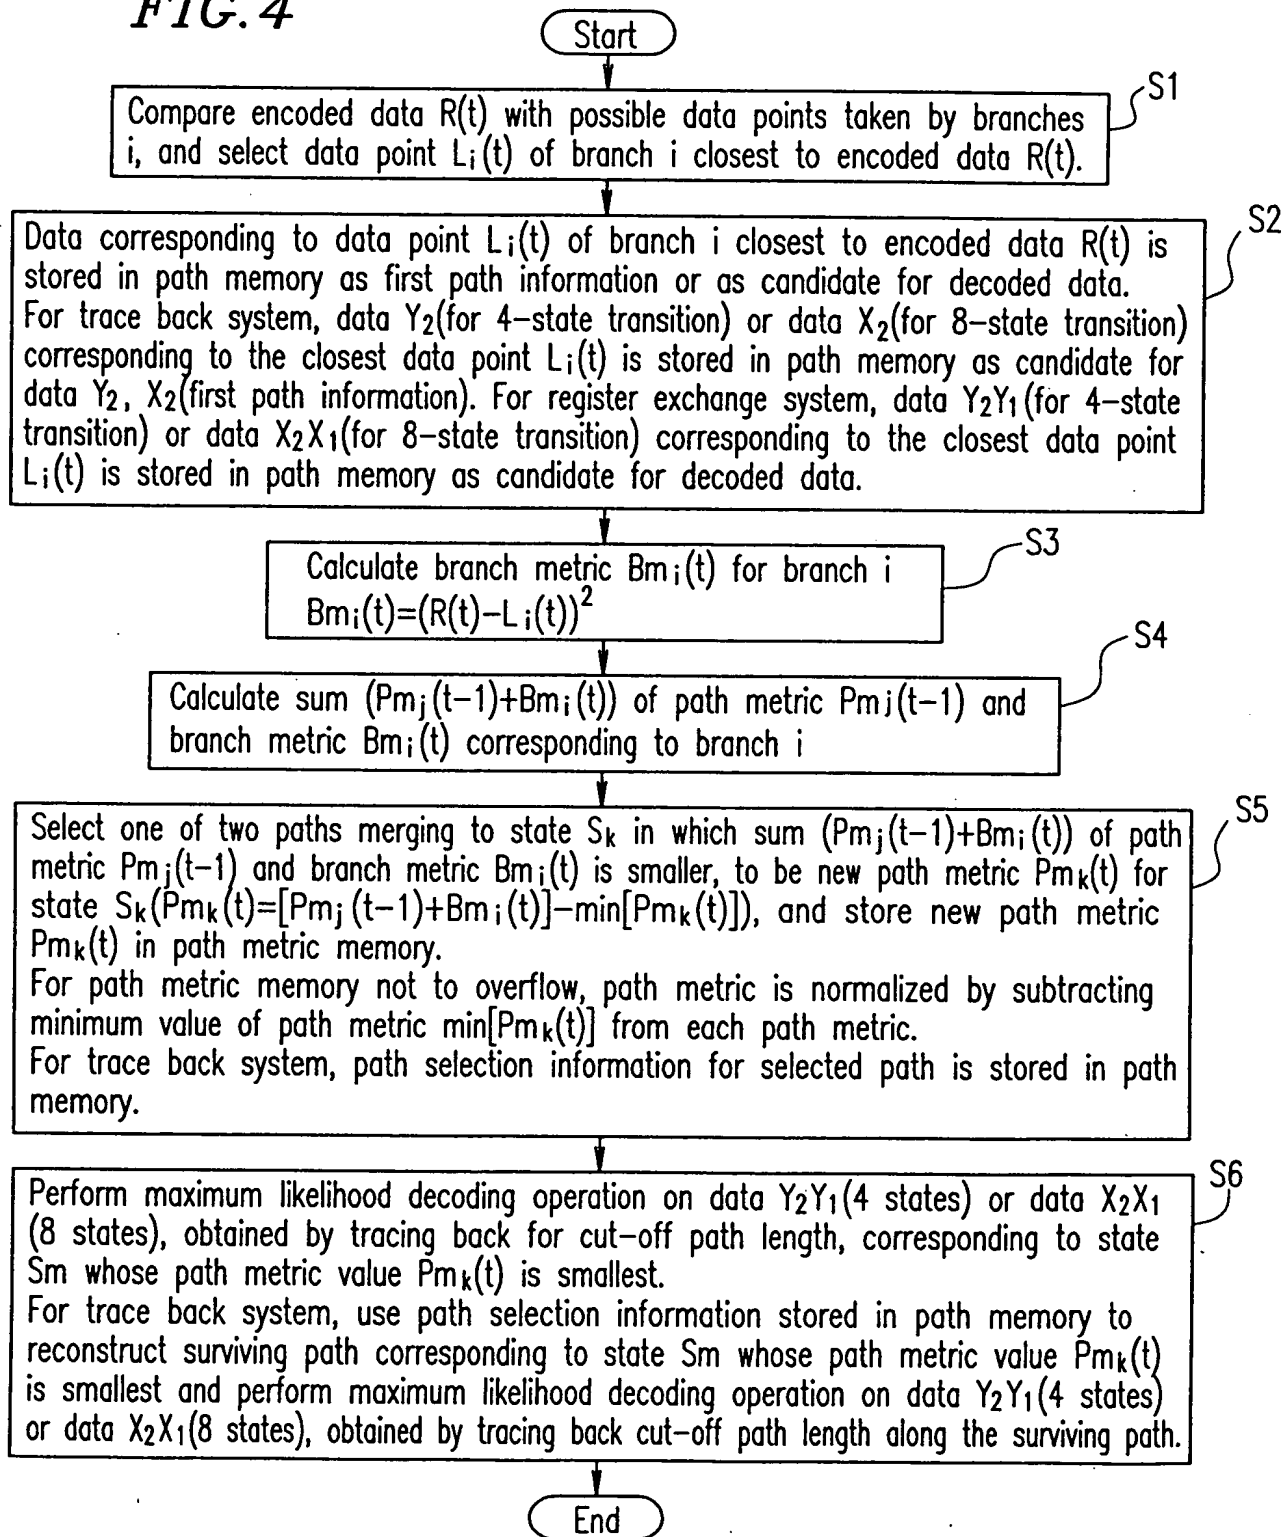 FIG. 4
Start
S1
Compare encoded data R(t) with possible data points taken by branches
i, and select data point Lᵢ(t) of branch i closest to encoded data R(t).
S2
Data corresponding to data point Lᵢ(t) of branch i closest to encoded data R(t) is
stored in path memory as first path information or as candidate for decoded data.
For trace back system, data Y₂(for 4-state transition) or data X₂(for 8-state transition)
corresponding to the closest data point Lᵢ(t) is stored in path memory as candidate for
data Y₂, X₂(first path information). For register exchange system, data Y₂Y₁(for 4-state
transition) or data X₂X₁(for 8-state transition) corresponding to the closest data point
Lᵢ(t) is stored in path memory as candidate for decoded data.
S3
Calculate branch metric Bmᵢ(t) for branch i
Bmᵢ(t)=(R(t)-Lᵢ(t))²
S4
Calculate sum (Pmⱼ(t-1)+Bmᵢ(t)) of path metric Pmj(t-1) and
branch metric Bmᵢ(t) corresponding to branch i
S5
Select one of two paths merging to state Sₖ in which sum (Pmⱼ(t-1)+Bmᵢ(t)) of path
metric Pmⱼ(t-1) and branch metric Bmᵢ(t) is smaller, to be new path metric Pmₖ(t) for
state Sₖ(Pmₖ(t)=[Pmⱼ(t-1)+Bmᵢ(t)]-min[Pmₖ(t)]), and store new path metric
Pmₖ(t) in path metric memory.
For path metric memory not to overflow, path metric is normalized by subtracting
minimum value of path metric min[Pmₖ(t)] from each path metric.
For trace back system, path selection information for selected path is stored in path
memory.
S6
Perform maximum likelihood decoding operation on data Y₂Y₁(4 states) or data X₂X₁
(8 states), obtained by tracing back for cut-off path length, corresponding to state
Sm whose path metric value Pmₖ(t) is smallest.
For trace back system, use path selection information stored in path memory to
reconstruct surviving path corresponding to state Sm whose path metric value Pmₖ(t)
is smallest and perform maximum likelihood decoding operation on data Y₂Y₁(4 states)
or data X₂X₁(8 states), obtained by tracing back cut-off path length along the surviving path.
End